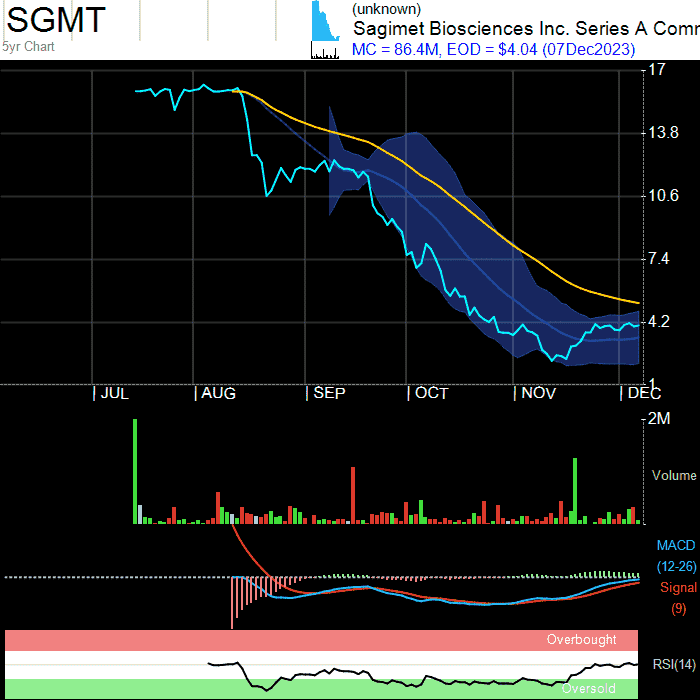 SGMT
5yr Chart
(unknown)
Sagimet Biosciences Inc. Series A Comr
MC = 86.4M, EOD = $4.04 (07Dec2023)
17
13.8
10.6
7.4
4.2
1
JUL AUG SEP OCT NOV DEC
2M
Volume
MACD
(12-26)
Signal
(9)
Overbought
RSI(14)
Oversold